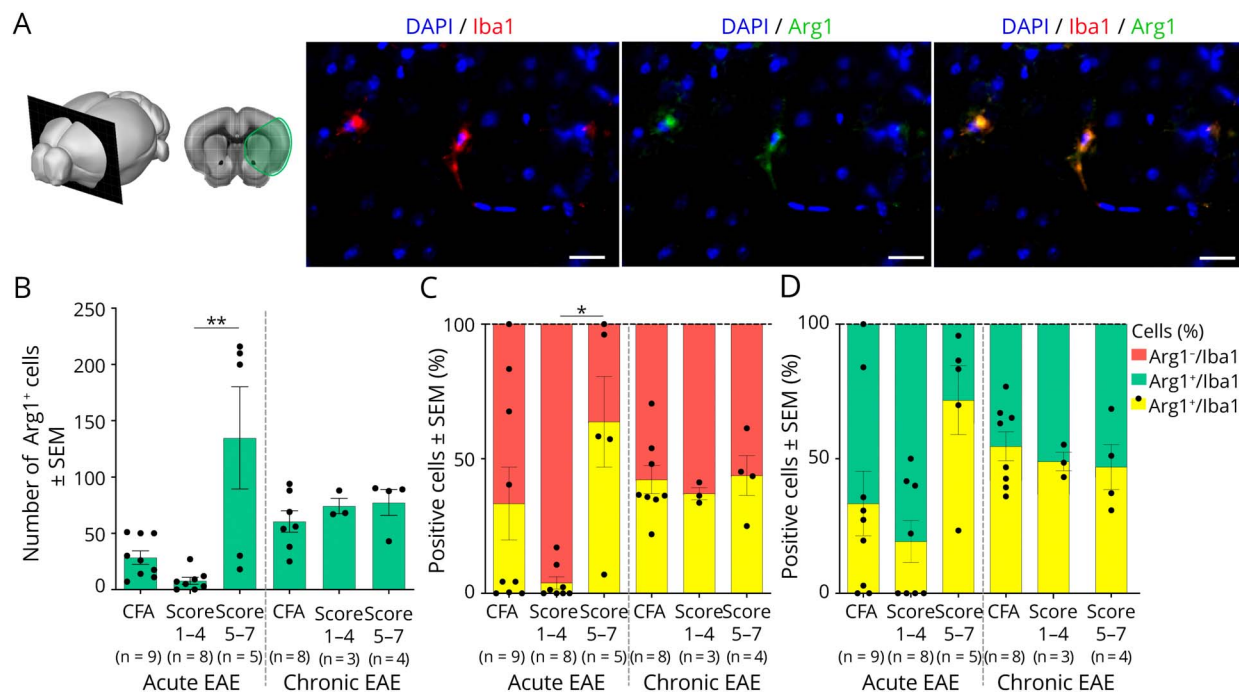 A
DAPI / Iba1
DAPI / Arg1
DAPI / Iba1 / Arg1
B
Number of Arg1⁺ cells
± SEM
250
200
150
100
50
0
**
CFA
Score
1–4
Score
5–7
CFA
Score
1–4
Score
5–7
(n = 9)
(n = 8)
(n = 5)
(n = 8)
(n = 3)
(n = 4)
Acute EAE
Chronic EAE
C
Positive cells ± SEM (%)
100
50
0
*
CFA
Score
1–4
Score
5–7
CFA
Score
1–4
Score
5–7
(n = 9)
(n = 8)
(n = 5)
(n = 8)
(n = 3)
(n = 4)
Acute EAE
Chronic EAE
D
Positive cells ± SEM (%)
100
50
0
CFA
Score
1–4
Score
5–7
CFA
Score
1–4
Score
5–7
(n = 9)
(n = 8)
(n = 5)
(n = 8)
(n = 3)
(n = 4)
Acute EAE
Chronic EAE
Cells (%)
Arg1⁻/Iba1
Arg1⁺/Iba1
Arg1⁺/Iba1